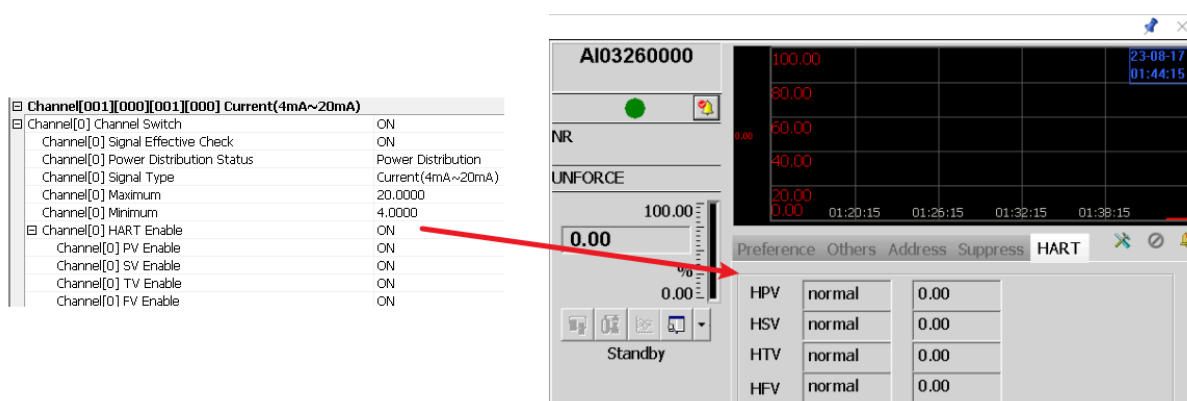 Channel[001][000][001][000] Current(4mA~20mA)
Channel[0] Channel Switch ON
Channel[0] Signal Effective Check ON
Channel[0] Power Distribution Status Power Distribution
Channel[0] Signal Type Current(4mA~20mA)
Channel[0] Maximum 20.0000
Channel[0] Minimum 4.0000
Channel[0] HART Enable ON
Channel[0] PV Enable ON
Channel[0] SV Enable ON
Channel[0] TV Enable ON
Channel[0] FV Enable ON
AI03260000
NR
UNFORCE
100.00
0.00
%
0.00
Standby
100.00
80.00
60.00
40.00
20.00
0.00
0.00
23-08-17
01:44:15
01:20:15 01:26:15 01:32:15 01:38:15
Preference Others Address Suppress HART
HPV normal 0.00
HSV normal 0.00
HTV normal 0.00
HFV normal 0.00